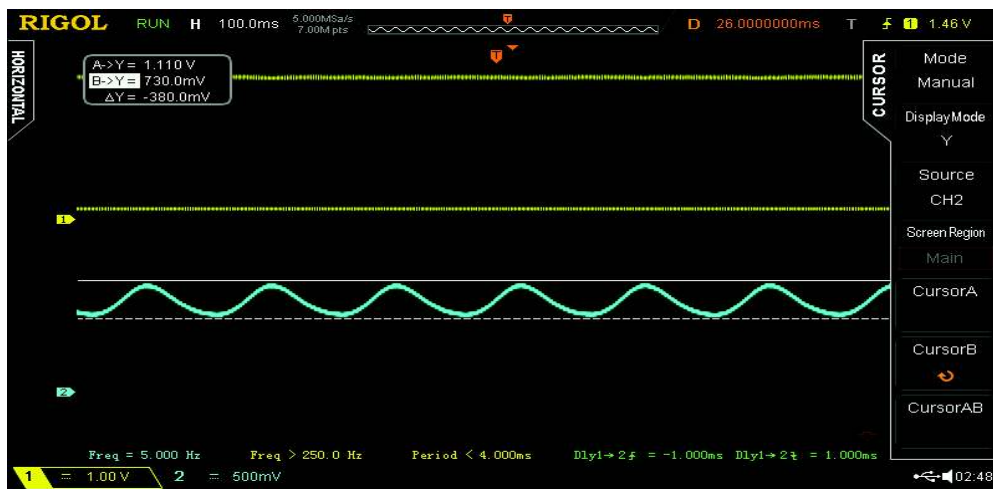 RIGOL RUN H 100.0ms 5.000MSa/s 7.00M pts T D 26.0000000ms T 1 1.46 V
HORIZONTAL
A->Y = 1.110 V
B->Y = 730.0mV
ΔY = -380.0mV
T
1
2
CURSOR
Mode
Manual
Display Mode
Y
Source
CH2
Screen Region
Main
CursorA
CursorB
CursorAB
Freq = 5.000 Hz Freq > 250.0 Hz Period < 4.000ms Dly1→2⨍ = -1.000ms Dly1→2⨎ = 1.000ms
1 = 1.00 V 2 = 500mV 02:48